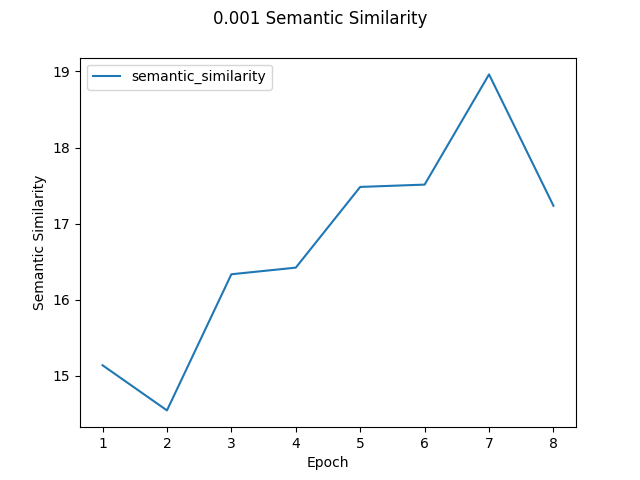 0.001 Semantic Similarity
semantic_similarity
19
18
17
16
15
Semantic Similarity
1 2 3 4 5 6 7 8
Epoch